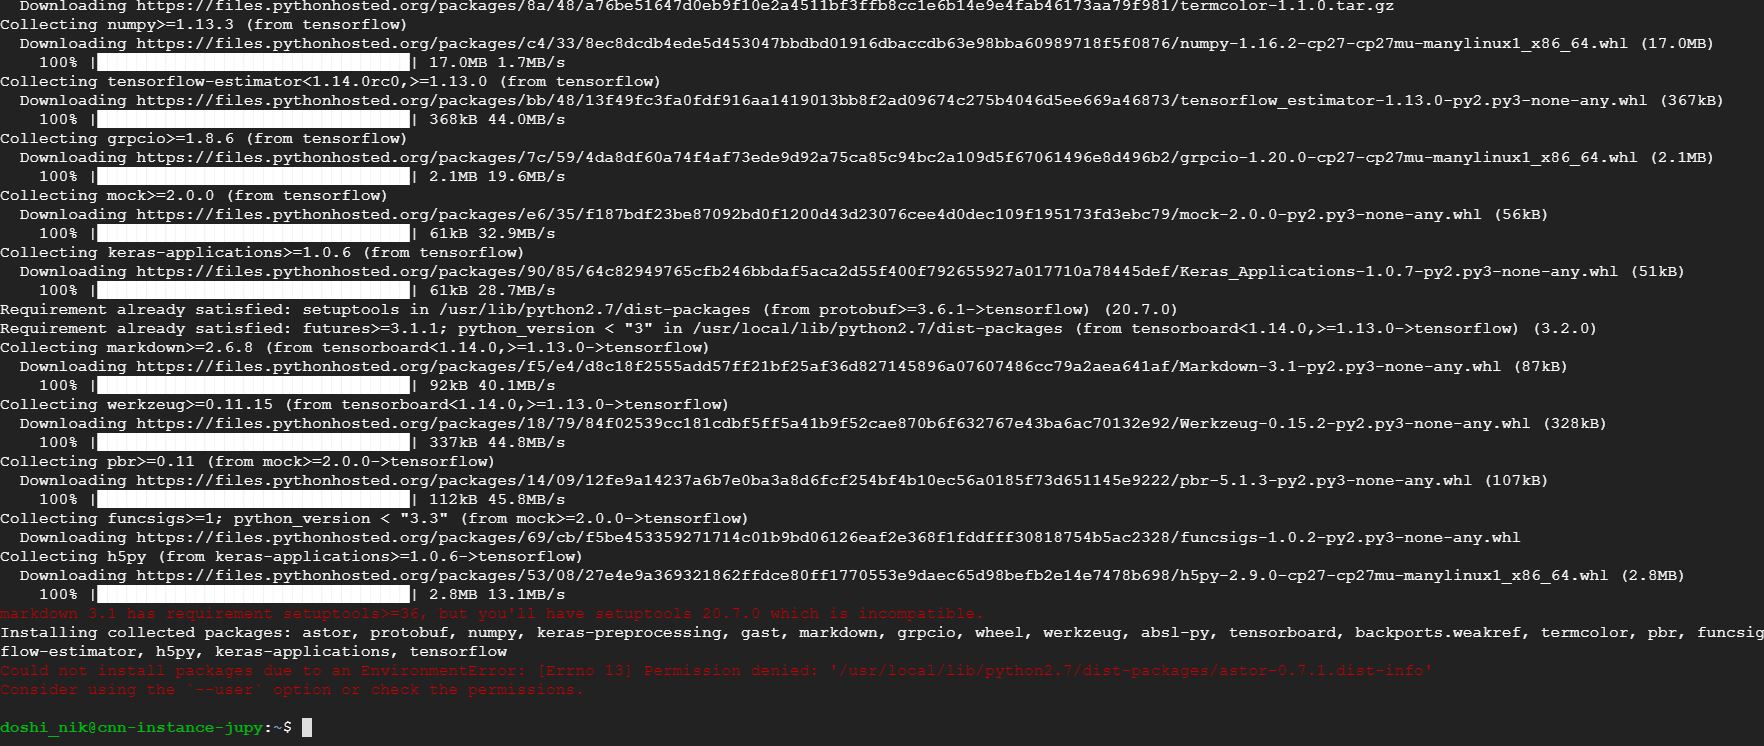 Downloading https://files.pythonhosted.org/packages/8a/48/a76be51647d0eb9f10e2a4511bf3ffb8cc1e6b14e9e4fab46173aa79f981/termcolor-1.1.0.tar.gz
Collecting numpy>=1.13.3 (from tensorflow)
Downloading https://files.pythonhosted.org/packages/c4/33/8ec8dcdb4ede5d453047bbdbd01916dbaccdb63e98bba60989718f5f0876/numpy-1.16.2-cp27-cp27mu-manylinux1_x86_64.whl (17.0MB)
100% || 17.0MB 1.7MB/s
Collecting tensorflow-estimator<1.14.0rc0,>=1.13.0 (from tensorflow)
Downloading https://files.pythonhosted.org/packages/bb/48/13f49fc3fa0fdf916aa1419013bb8f2ad09674c275b4046d5ee669a46873/tensorflow_estimator-1.13.0-py2.py3-none-any.whl (367kB)
100% || 368kB 44.0MB/s
Collecting grpcio>=1.8.6 (from tensorflow)
Downloading https://files.pythonhosted.org/packages/7c/59/4da8df60a74f4af73ede9d92a75ca85c94bc2a109d5f67061496e8d496b2/grpcio-1.20.0-cp27-cp27mu-manylinux1_x86_64.whl (2.1MB)
100% || 2.1MB 19.6MB/s
Collecting mock>=2.0.0 (from tensorflow)
Downloading https://files.pythonhosted.org/packages/e6/35/f187bdf23be87092bd0f1200d43d23076cee4d0dec109f195173fd3ebc79/mock-2.0.0-py2.py3-none-any.whl (56kB)
100% || 61kB 32.9MB/s
Collecting keras-applications>=1.0.6 (from tensorflow)
Downloading https://files.pythonhosted.org/packages/90/85/64c82949765cfb246bbdaf5aca2d55f400f792655927a017710a78445def/Keras_Applications-1.0.7-py2.py3-none-any.whl (51kB)
100% || 61kB 28.7MB/s
Requirement already satisfied: setuptools in /usr/lib/python2.7/dist-packages (from protobuf>=3.6.1->tensorflow) (20.7.0)
Requirement already satisfied: futures>=3.1.1; python_version < "3" in /usr/local/lib/python2.7/dist-packages (from tensorboard<1.14.0,>=1.13.0->tensorflow) (3.2.0)
Collecting markdown>=2.6.8 (from tensorboard<1.14.0,>=1.13.0->tensorflow)
Downloading https://files.pythonhosted.org/packages/f5/e4/d8c18f2555add57ff21bf25af36d827145896a07607486cc79a2aea641af/Markdown-3.1-py2.py3-none-any.whl (87kB)
100% || 92kB 40.1MB/s
Collecting werkzeug>=0.11.15 (from tensorboard<1.14.0,>=1.13.0->tensorflow)
Downloading https://files.pythonhosted.org/packages/18/79/84f02539cc181cdbf5ff5a41b9f52cae870b6f632767e43ba6ac70132e92/Werkzeug-0.15.2-py2.py3-none-any.whl (328kB)
100% || 337kB 44.8MB/s
Collecting pbr>=0.11 (from mock>=2.0.0->tensorflow)
Downloading https://files.pythonhosted.org/packages/14/09/12fe9a14237a6b7e0ba3a8d6fcf254bf4b10ec56a0185f73d651145e9222/pbr-5.1.3-py2.py3-none-any.whl (107kB)
100% || 112kB 45.8MB/s
Collecting funcsigs>=1; python_version < "3.3" (from mock>=2.0.0->tensorflow)
Downloading https://files.pythonhosted.org/packages/69/cb/f5be453359271714c01b9bd06126eaf2e368f1fddfff30818754b5ac2328/funcsigs-1.0.2-py2.py3-none-any.whl
Collecting h5py (from keras-applications>=1.0.6->tensorflow)
Downloading https://files.pythonhosted.org/packages/53/08/27e4e9a369321862ffdce80ff1770553e9daec65d98befb2e14e7478b698/h5py-2.9.0-cp27-cp27mu-manylinux1_x86_64.whl (2.8MB)
100% || 2.8MB 13.1MB/s
markdown 3.1 has requirement setuptools>=36, but you'll have setuptools 20.7.0 which is incompatible.
Installing collected packages: astor, protobuf, numpy, keras-preprocessing, gast, markdown, grpcio, wheel, werkzeug, absl-py, tensorboard, backports.weakref, termcolor, pbr, funcsig
flow-estimator, h5py, keras-applications, tensorflow
Could not install packages due to an EnvironmentError: [Errno 13] Permission denied: '/usr/local/lib/python2.7/dist-packages/astor-0.7.1.dist-info'
Consider using the `--user` option or check the permissions.
doshi_nik@cnn-instance-jupy:~$